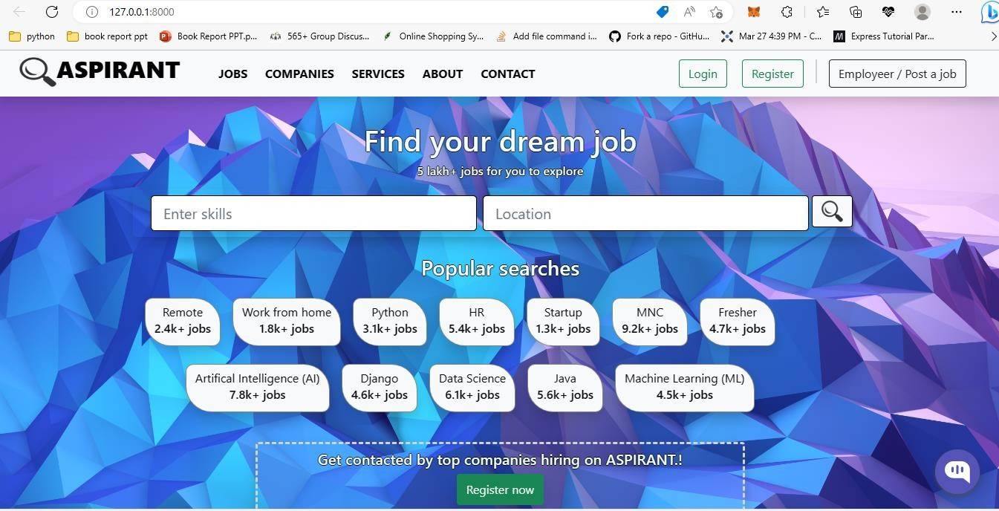 127.0.0.1:8000
python
book report ppt
Book Report PPT.p...
565+ Group Discus...
Online Shopping Sy...
Add file command i...
Fork a repo - GitHu...
Mar 27 4:39 PM - C...
Express Tutorial Par...
ASPIRANT
JOBS
COMPANIES
SERVICES
ABOUT
CONTACT
Login
Register
Employeer / Post a job
Find your dream job
5 lakh+ jobs for you to explore
Enter skills
Location
Popular searches
Remote
2.4k+ jobs
Work from home
1.8k+ jobs
Python
3.1k+ jobs
HR
5.4k+ jobs
Startup
1.3k+ jobs
MNC
9.2k+ jobs
Fresher
4.7k+ jobs
Artifical Intelligence (AI)
7.8k+ jobs
Django
4.6k+ jobs
Data Science
6.1k+ jobs
Java
5.6k+ jobs
Machine Learning (ML)
4.5k+ jobs
Get contacted by top companies hiring on ASPIRANT.!
Register now